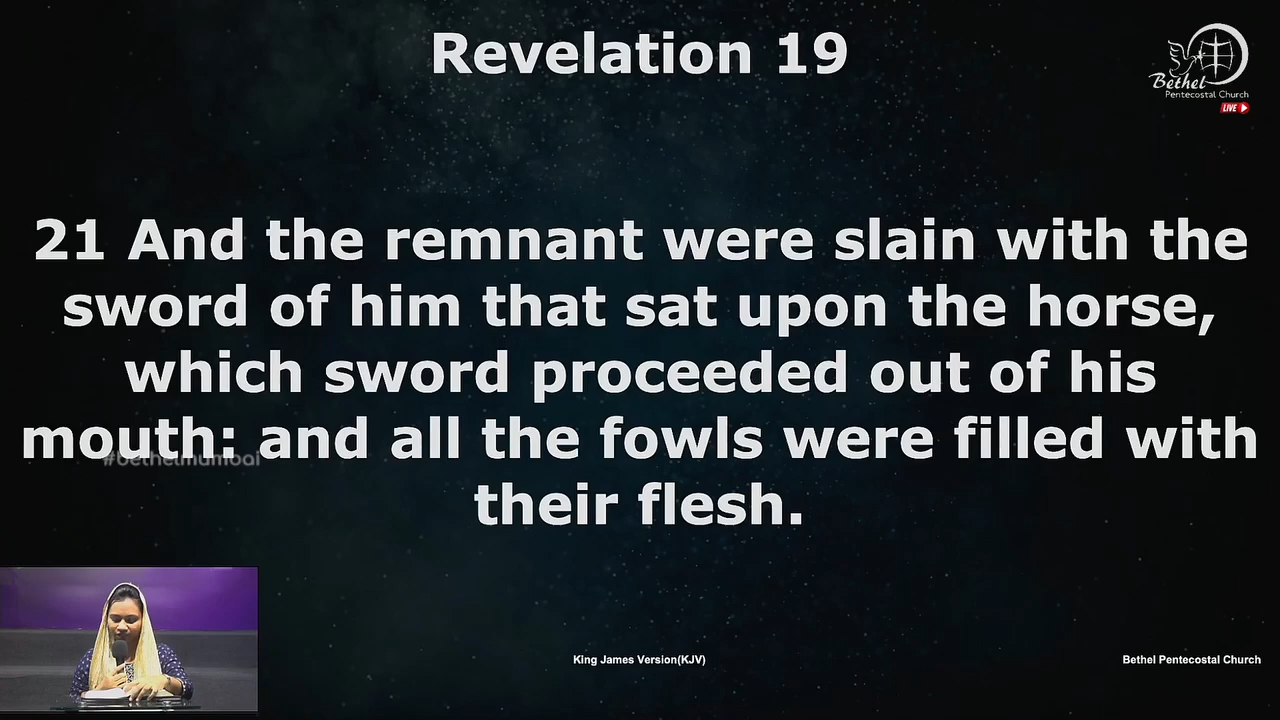 Revelation 19
Bethel
Pentecostal Church
LIVE
21 And the remnant were slain with the
sword of him that sat upon the horse,
which sword proceeded out of his
mouth: and all the fowls were filled with
#bethelmumbai
their flesh.
King James Version(KJV)
Bethel Pentecostal Church